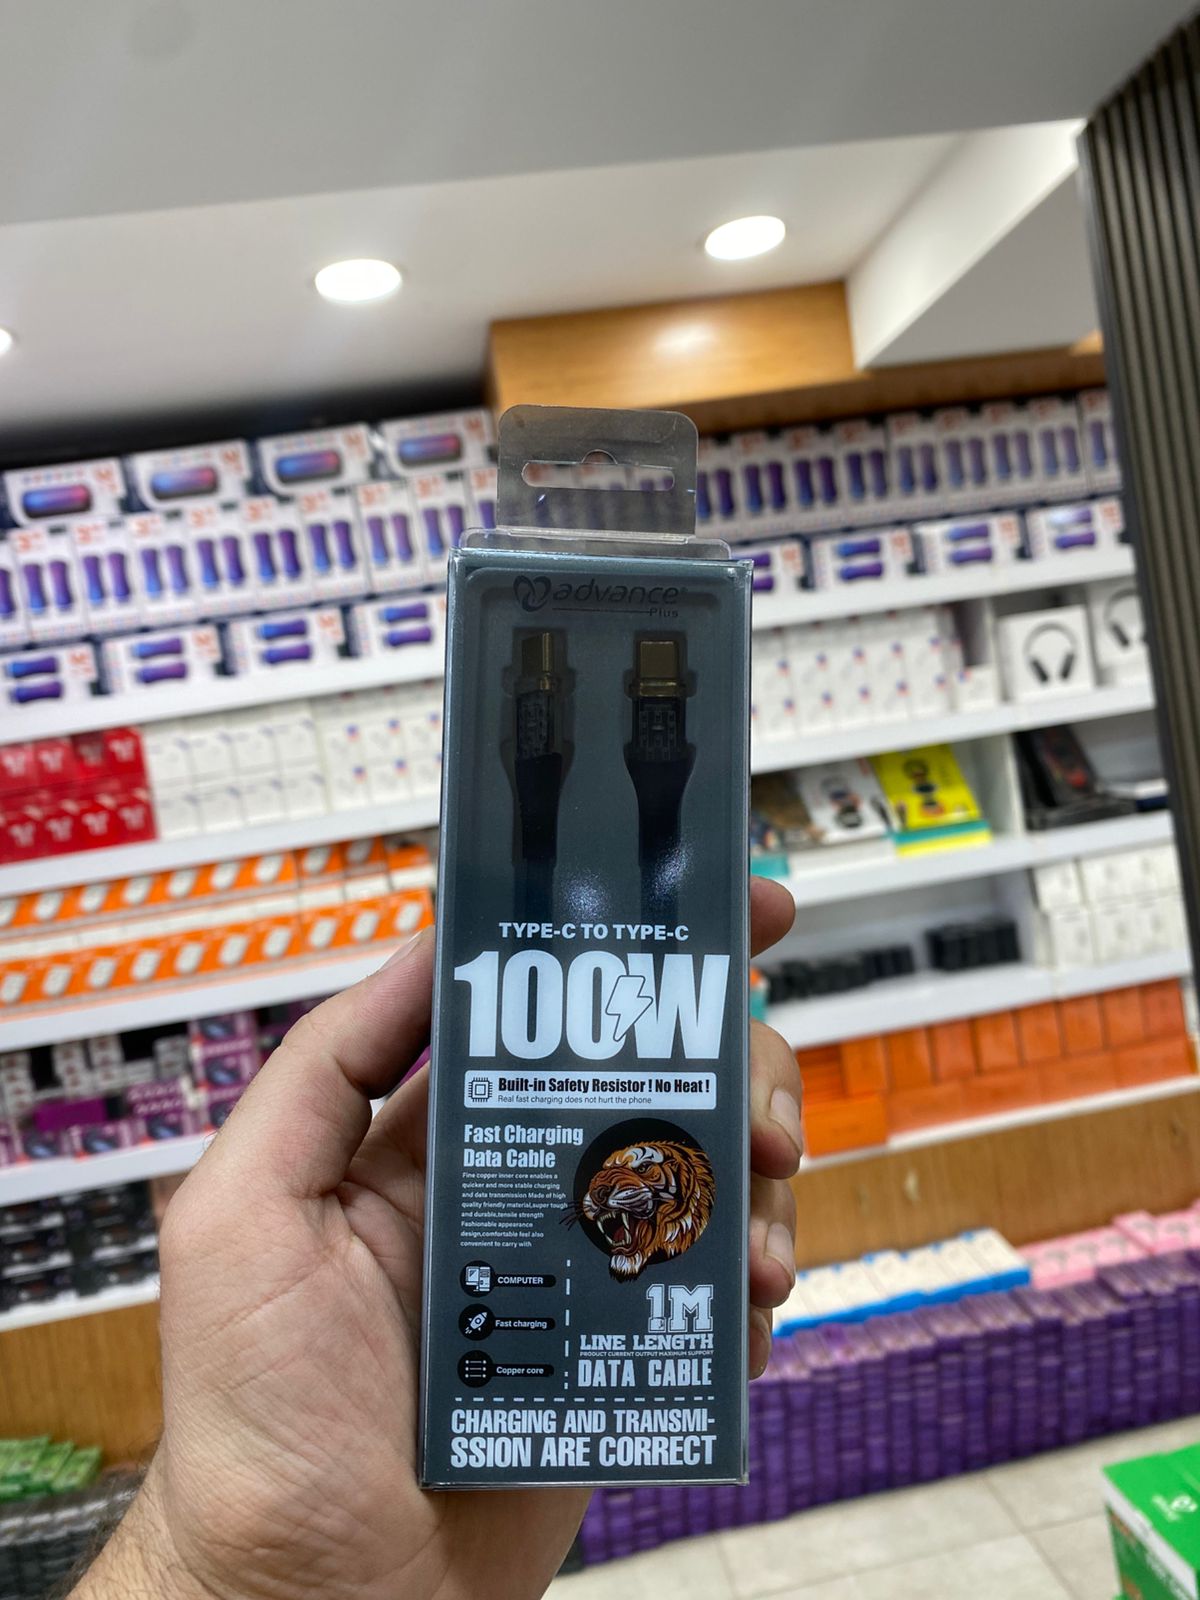 advance
Plus
TYPE-C TO TYPE-C
100W
Built-in Safety Resistor ! No Heat !
Real fast charging does not hurt the phone
Fast Charging
Data Cable
Fine copper inner core enables a
quicker and more stable charging
and data transmission Made of high
quality friendly material,super tough
and durable,tensile strength
Fashionable appearance
design,comfortable feel also
convenient to carry with
COMPUTER
Fast charging
Copper core
1M
LINE LENGTH
PRODUCT CURRENT OUTPUT MAXIMUM SUPPORT
DATA CABLE
CHARGING AND TRANSMI-
SSION ARE CORRECT